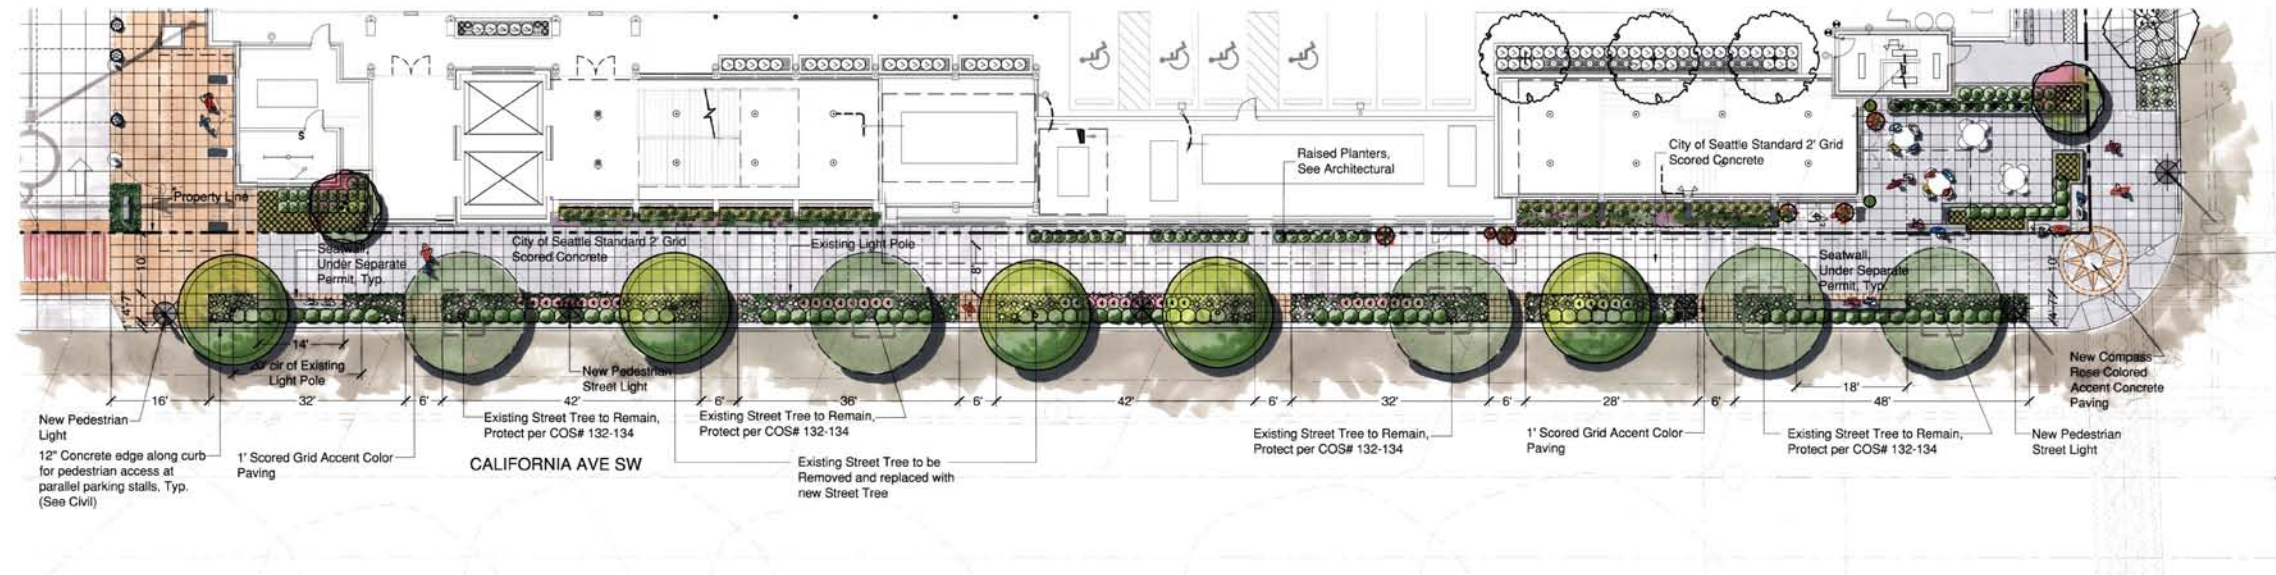 S
Property Line
Raised Planters,
See Architectural
City of Seattle Standard 2' Grid
Scored Concrete
Seatwall,
Under Separate
Permit, Typ.
City of Seattle Standard 2' Grid
Scored Concrete
Existing Light Pole
Seatwall,
Under Separate
Permit, Typ.
10'
8'
10'
1' 4'7"
4'7"
14'
20' clr of Existing
Light Pole
New Pedestrian
Street Light
18'
New Compass
Rose Colored
Accent Concrete
Paving
16'
32'
6'
42'
6'
36'
6'
42'
6'
32'
6'
28'
6'
48'
New Pedestrian
Light
12" Concrete edge along curb
for pedestrian access at
parallel parking stalls, Typ.
(See Civil)
1' Scored Grid Accent Color
Paving
Existing Street Tree to Remain,
Protect per COS# 132-134
CALIFORNIA AVE SW
Existing Street Tree to Remain,
Protect per COS# 132-134
Existing Street Tree to be
Removed and replaced with
new Street Tree
Existing Street Tree to Remain,
Protect per COS# 132-134
1' Scored Grid Accent Color
Paving
Existing Street Tree to Remain,
Protect per COS# 132-134
New Pedestrian
Street Light